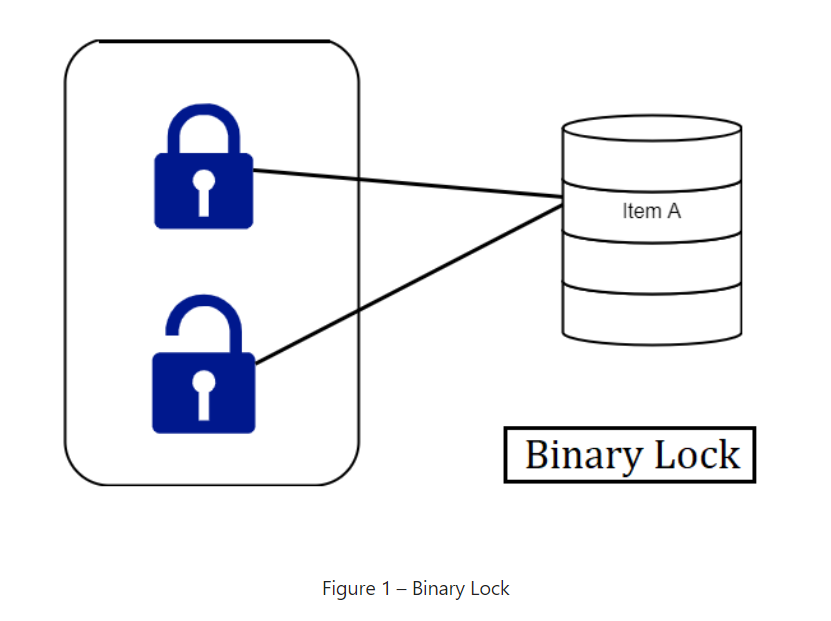 Item A
Binary Lock
Figure 1 – Binary Lock